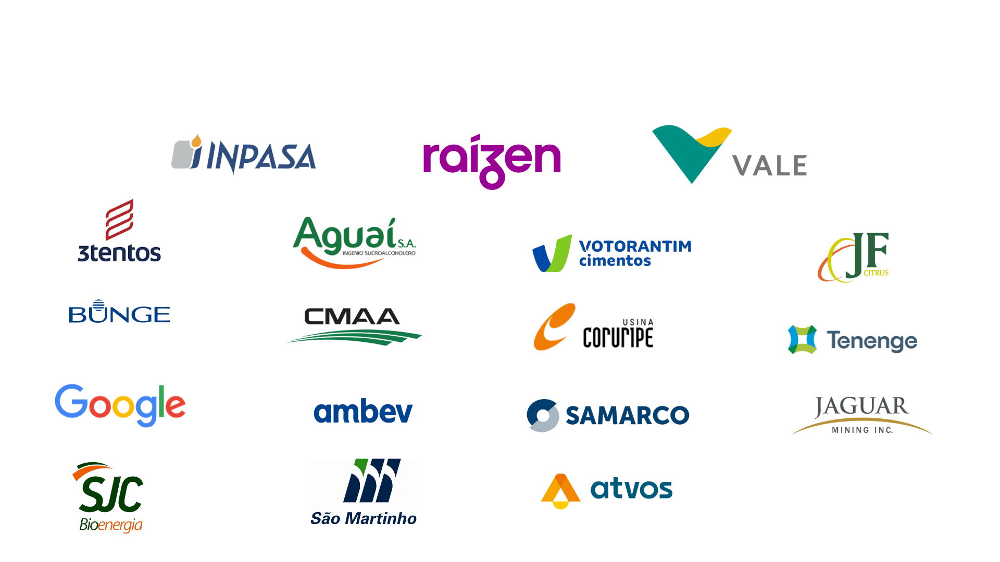 INPASA
raízen
VALE
3tentos
Aguaí S.A.
INGENIO SUCROALCOHOLERO
VOTORANTIM
cimentos
JF
CITRUS
BUNGE
CMAA
USINA
CORURIPE
Tenenge
Google
ambev
SAMARCO
JAGUAR
MINING INC.
SJC
Bioenergia
São Martinho
atvos